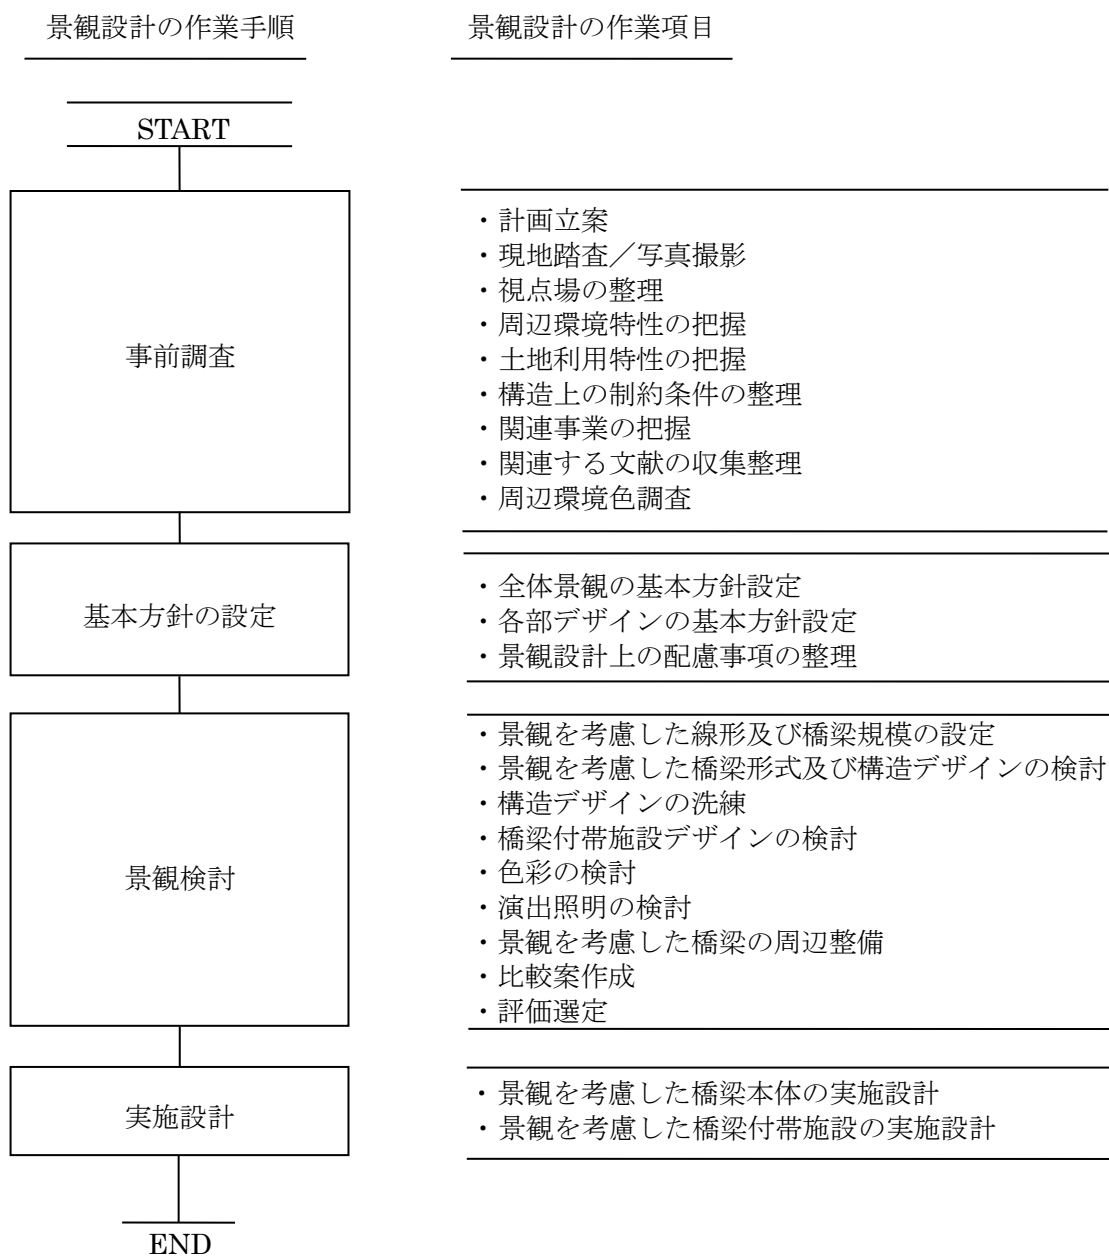 景観設計の作業手順
景観設計の作業項目
START
事前調査
・計画立案
・現地踏査／写真撮影
・視点場の整理
・周辺環境特性の把握
・土地利用特性の把握
・構造上の制約条件の整理
・関連事業の把握
・関連する文献の収集整理
・周辺環境色調査
基本方針の設定
・全体景観の基本方針設定
・各部デザインの基本方針設定
・景観設計上の配慮事項の整理
景観検討
・景観を考慮した線形及び橋梁規模の設定
・景観を考慮した橋梁形式及び構造デザインの検討
・構造デザインの洗練
・橋梁付帯施設デザインの検討
・色彩の検討
・演出照明の検討
・景観を考慮した橋梁の周辺整備
・比較案作成
・評価選定
実施設計
・景観を考慮した橋梁本体の実施設計
・景観を考慮した橋梁付帯施設の実施設計
END